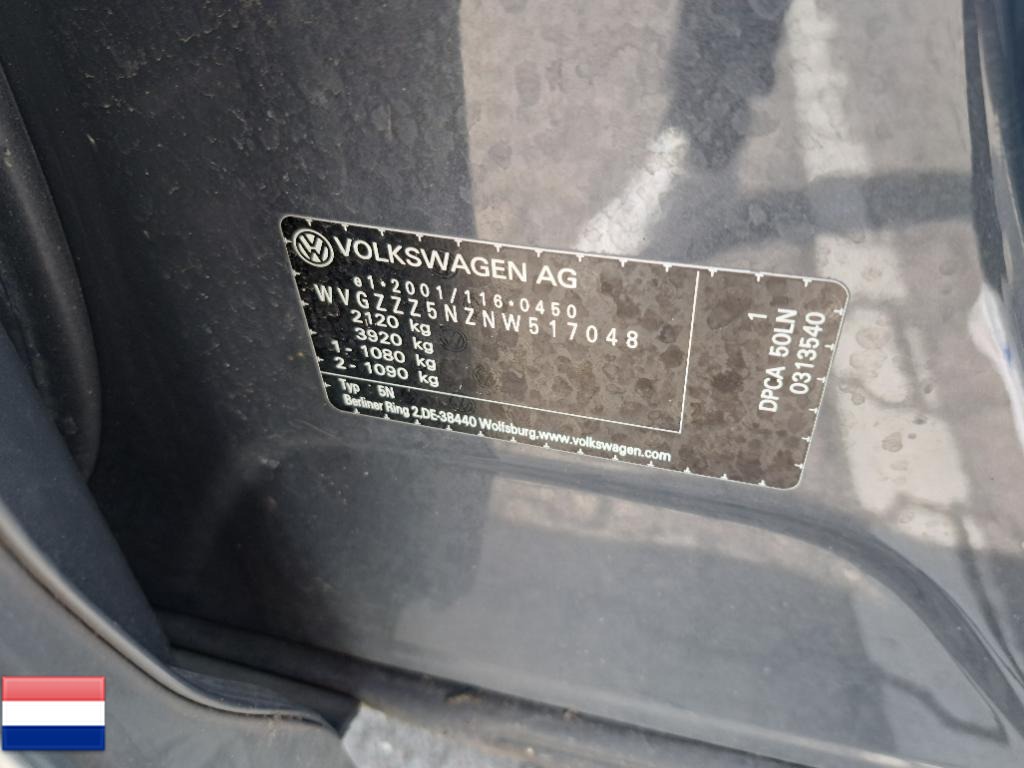 VOLKSWAGEN AG
e1*2001/116*0450
WVGZZZ5NZNW517048
2120 kg
3920 kg
1 - 1080 kg
2 - 1090 kg
Typ : 5N
Berliner Ring 2,DE-38440 Wolfsburg.www.volkswagen.com
1
DPCA 50LN
0313540